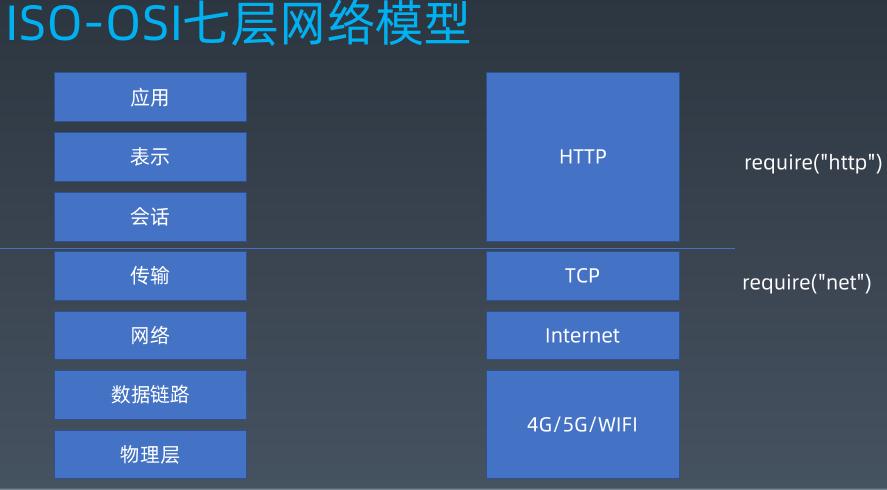 ISO-OSI七层网络模型
应用
表示
会话
传输
网络
数据链路
物理层
HTTP
TCP
Internet
4G/5G/WIFI
require("http")
require("net")